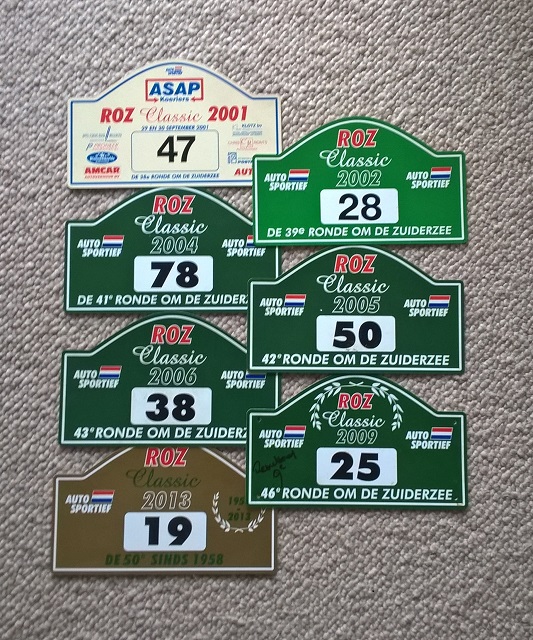 ASAP
Koeriers
ROZ Classic 2001
29 EN 30 SEPTEMBER 2001
47
AMCAR
DE 38e RONDE OM DE ZUIDERZEE
AUT
ROZ
Classic
2002
AUTO
SPORTIEF
AUTO
SPORTIEF
28
DE 39e RONDE OM DE ZUIDERZEE
ROZ
Classic
2004
AUTO
SPORTIEF
AUTO
SPORTIEF
78
DE 41e RONDE OM DE ZUIDERZ
ROZ
Classic
2005
AUTO
SPORTIEF
AUTO
SPORTIEF
50
42e RONDE OM DE ZUIDERZEE
ROZ
Classic
2006
AUTO
SPORTIEF
AUTO
SPORTIEF
38
43e RONDE OM DE ZUIDERZ
ROZ
Classic
2009
AUTO
SPORTIEF
AUTO
SPORTIEF
25
46e RONDE OM DE ZUIDERZEE
ROZ
Classic
2013
AUTO
SPORTIEF
2013
19
DE 50e SINDS 1958